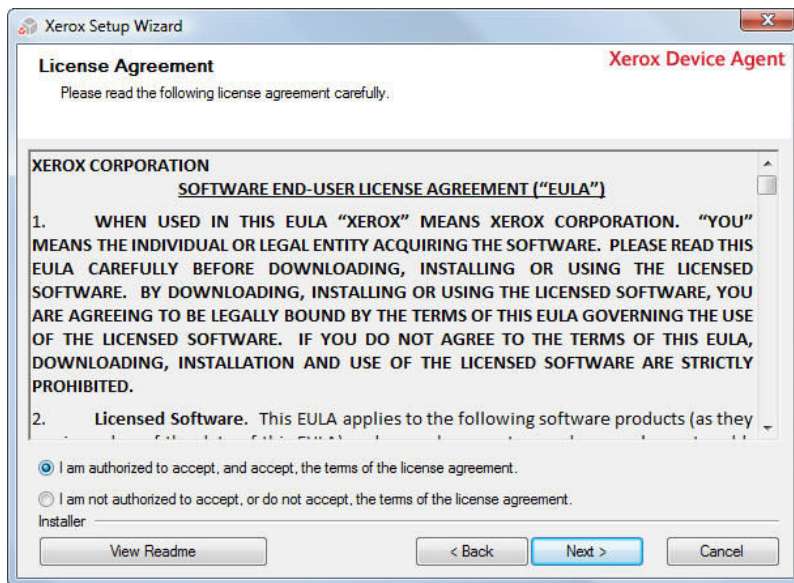 Xerox Setup Wizard
License Agreement
Xerox Device Agent
Please read the following license agreement carefully.
XEROX CORPORATION
SOFTWARE END-USER LICENSE AGREEMENT (“EULA”)
1. WHEN USED IN THIS EULA “XEROX” MEANS XEROX CORPORATION. “YOU”
MEANS THE INDIVIDUAL OR LEGAL ENTITY ACQUIRING THE SOFTWARE. PLEASE READ THIS
EULA CAREFULLY BEFORE DOWNLOADING, INSTALLING OR USING THE LICENSED
SOFTWARE. BY DOWNLOADING, INSTALLING OR USING THE LICENSED SOFTWARE, YOU
ARE AGREEING TO BE LEGALLY BOUND BY THE TERMS OF THIS EULA GOVERNING THE USE
OF THE LICENSED SOFTWARE. IF YOU DO NOT AGREE TO THE TERMS OF THIS EULA,
DOWNLOADING, INSTALLATION AND USE OF THE LICENSED SOFTWARE ARE STRICTLY
PROHIBITED.
2. Licensed Software. This EULA applies to the following software products (as they
I am authorized to accept, and accept, the terms of the license agreement.
I am not authorized to accept, or do not accept, the terms of the license agreement.
Installer
View Readme
< Back
Next >
Cancel